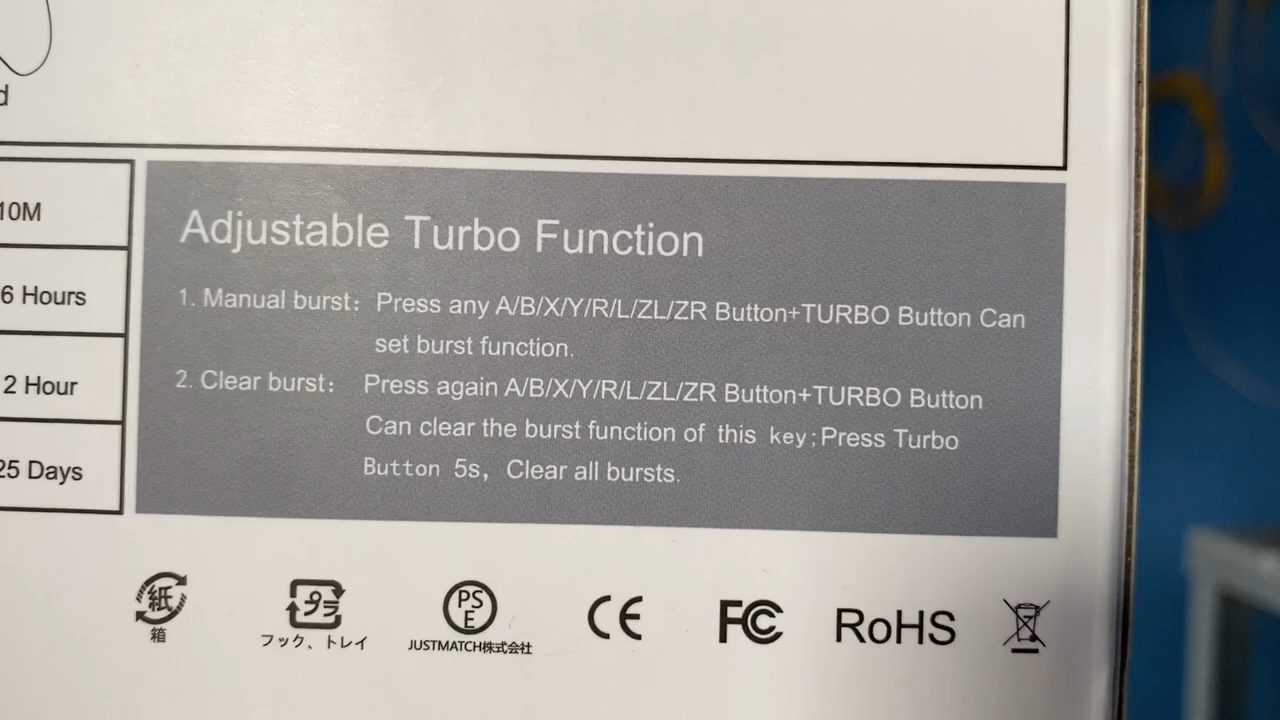 d
10M
6 Hours
2 Hour
25 Days
Adjustable Turbo Function
1. Manual burst: Press any A/B/X/Y/R/L/ZL/ZR Button+TURBO Button Can
set burst function.
2. Clear burst: Press again A/B/X/Y/R/L/ZL/ZR Button+TURBO Button
Can clear the burst function of this key;Press Turbo
Button 5s, Clear all bursts.
紙
箱
プラ
フック、トレイ
PS
E
JUSTMATCH株式会社
CE
FC
RoHS